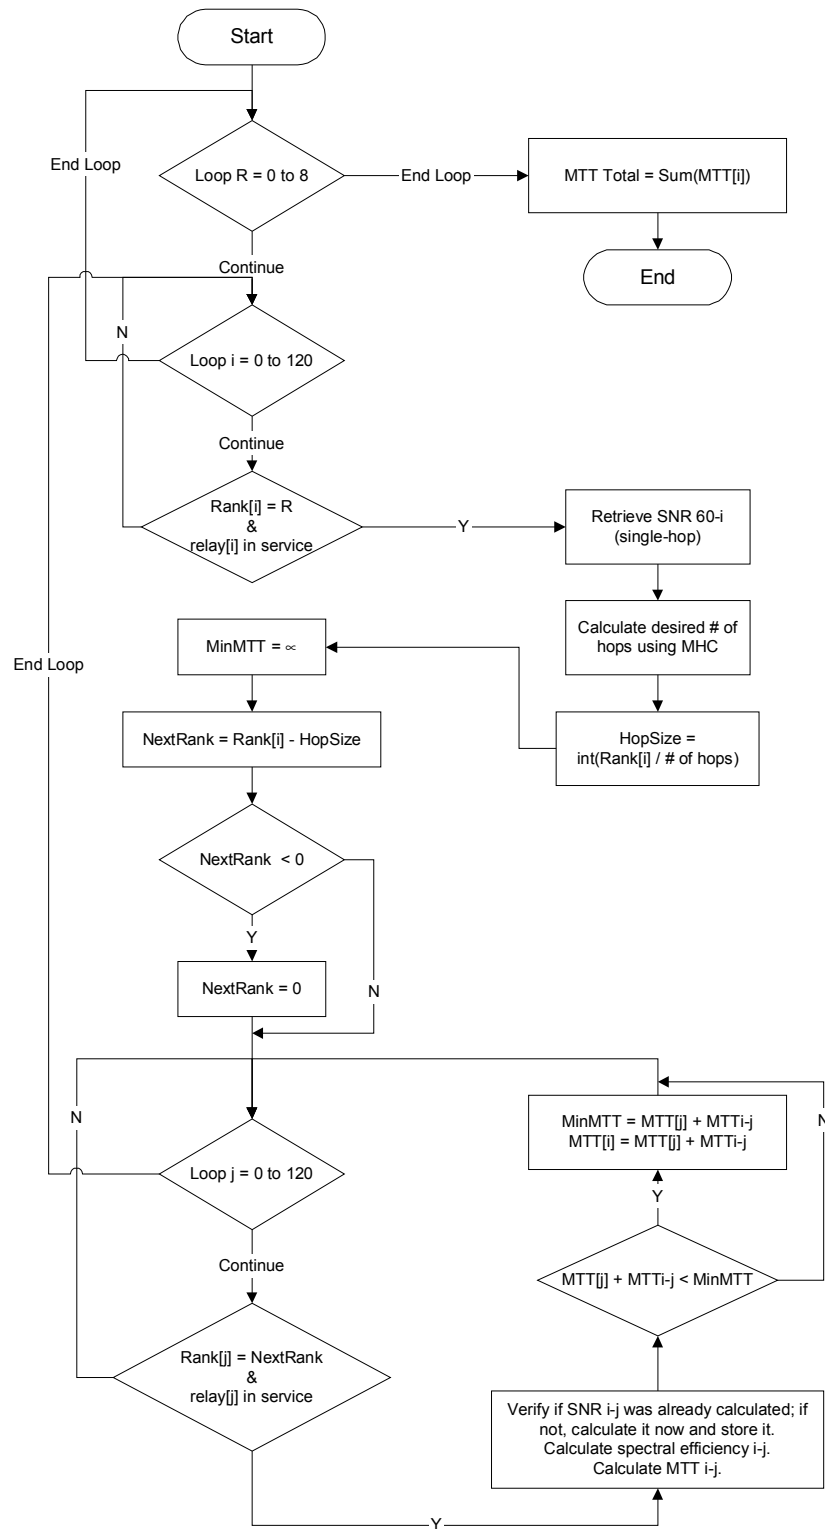 Start
End Loop
Loop R = 0 to 8
End Loop
MTT Total = Sum(MTT[i])
Continue
End
N
Loop i = 0 to 120
Continue
Rank[i] = R
&
relay[i] in service
Y
Retrieve SNR 60-i
(single-hop)
Calculate desired # of
hops using MHC
HopSize =
int(Rank[i] / # of hops)
MinMTT = ∝
End Loop
NextRank = Rank[i] - HopSize
NextRank < 0
Y
NextRank = 0
N
N
Loop j = 0 to 120
Continue
Rank[j] = NextRank
&
relay[j] in service
Y
Verify if SNR i-j was already calculated; if
not, calculate it now and store it.
Calculate spectral efficiency i-j.
Calculate MTT i-j.
MTT[j] + MTTi-j < MinMTT
Y
N
MinMTT = MTT[j] + MTTi-j
MTT[i] = MTT[j] + MTTi-j